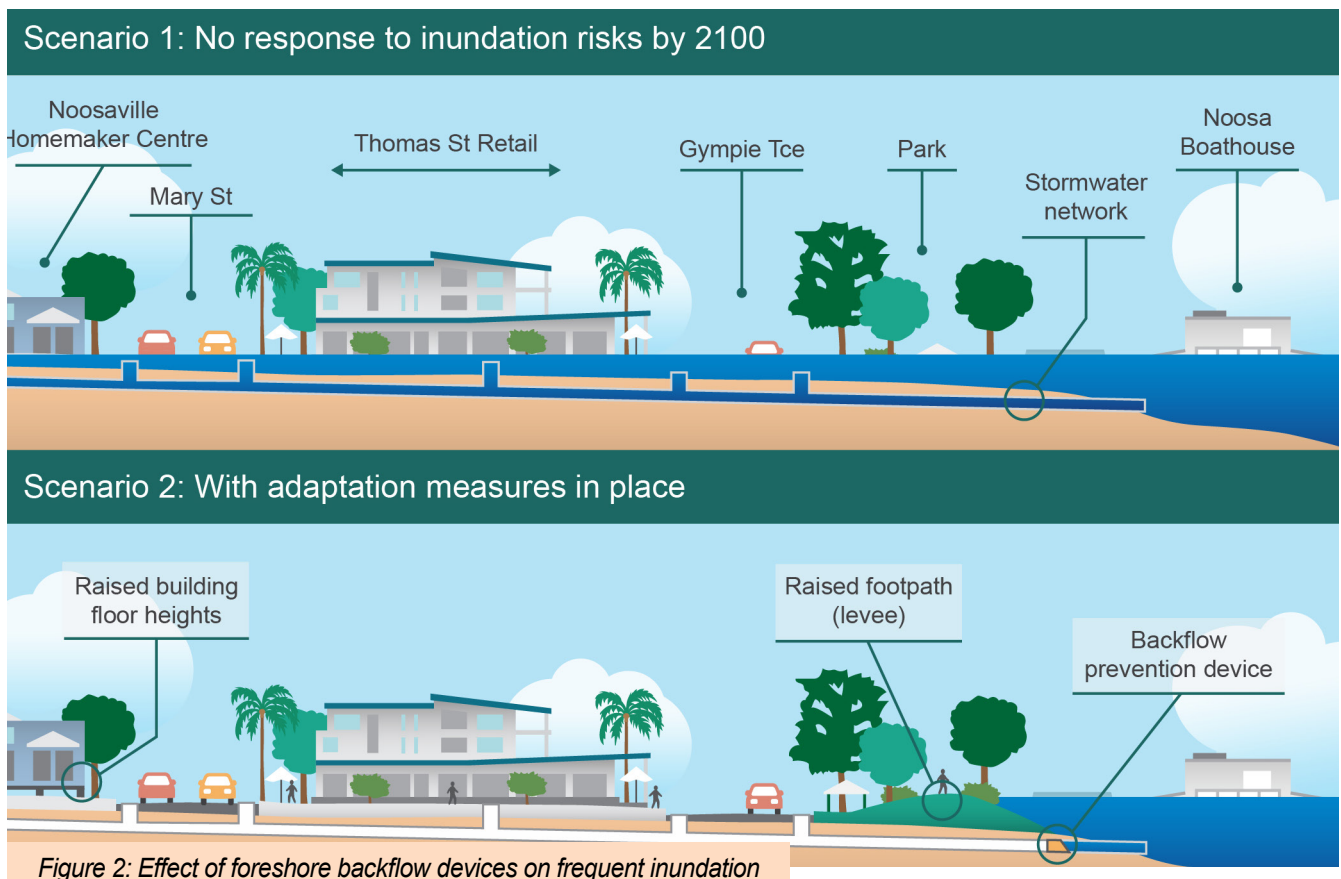 Scenario 1: No response to inundation risks by 2100
Noosaville
Homemaker Centre
Mary St
Thomas St Retail
Gympie Tce
Park
Stormwater
network
Noosa
Boathouse
Scenario 2: With adaptation measures in place
Raised building
floor heights
Raised footpath
(levee)
Backflow
prevention device
Figure 2: Effect of foreshore backflow devices on frequent inundation